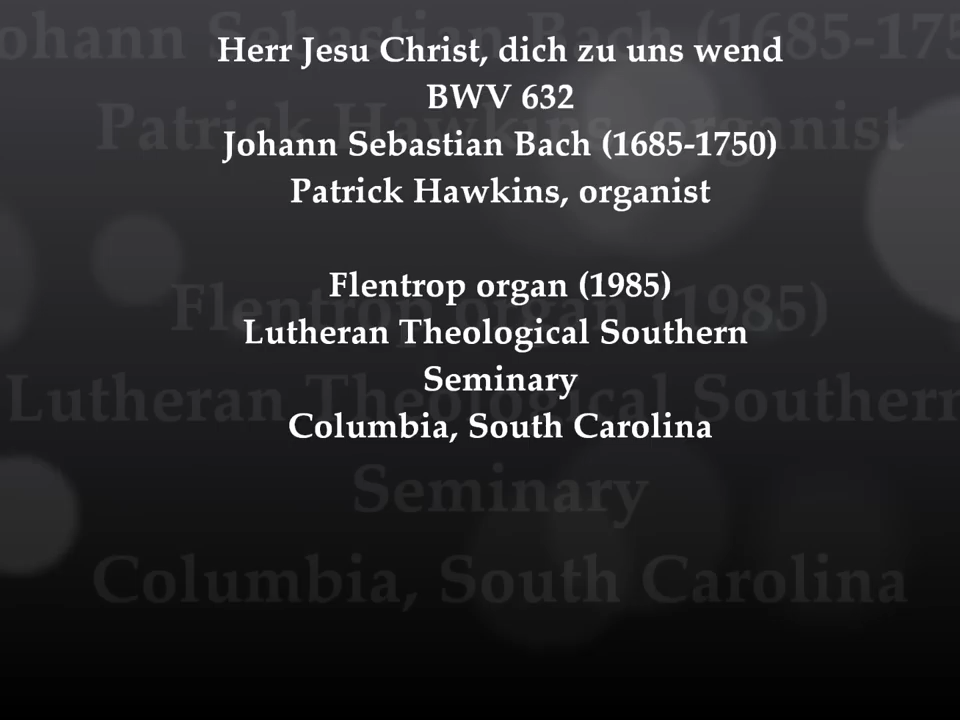 Herr Jesu Christ, dich zu uns wend
BWV 632
Johann Sebastian Bach (1685-1750)
Patrick Hawkins, organist
Flentrop organ (1985)
Lutheran Theological Southern
Seminary
Columbia, South Carolina